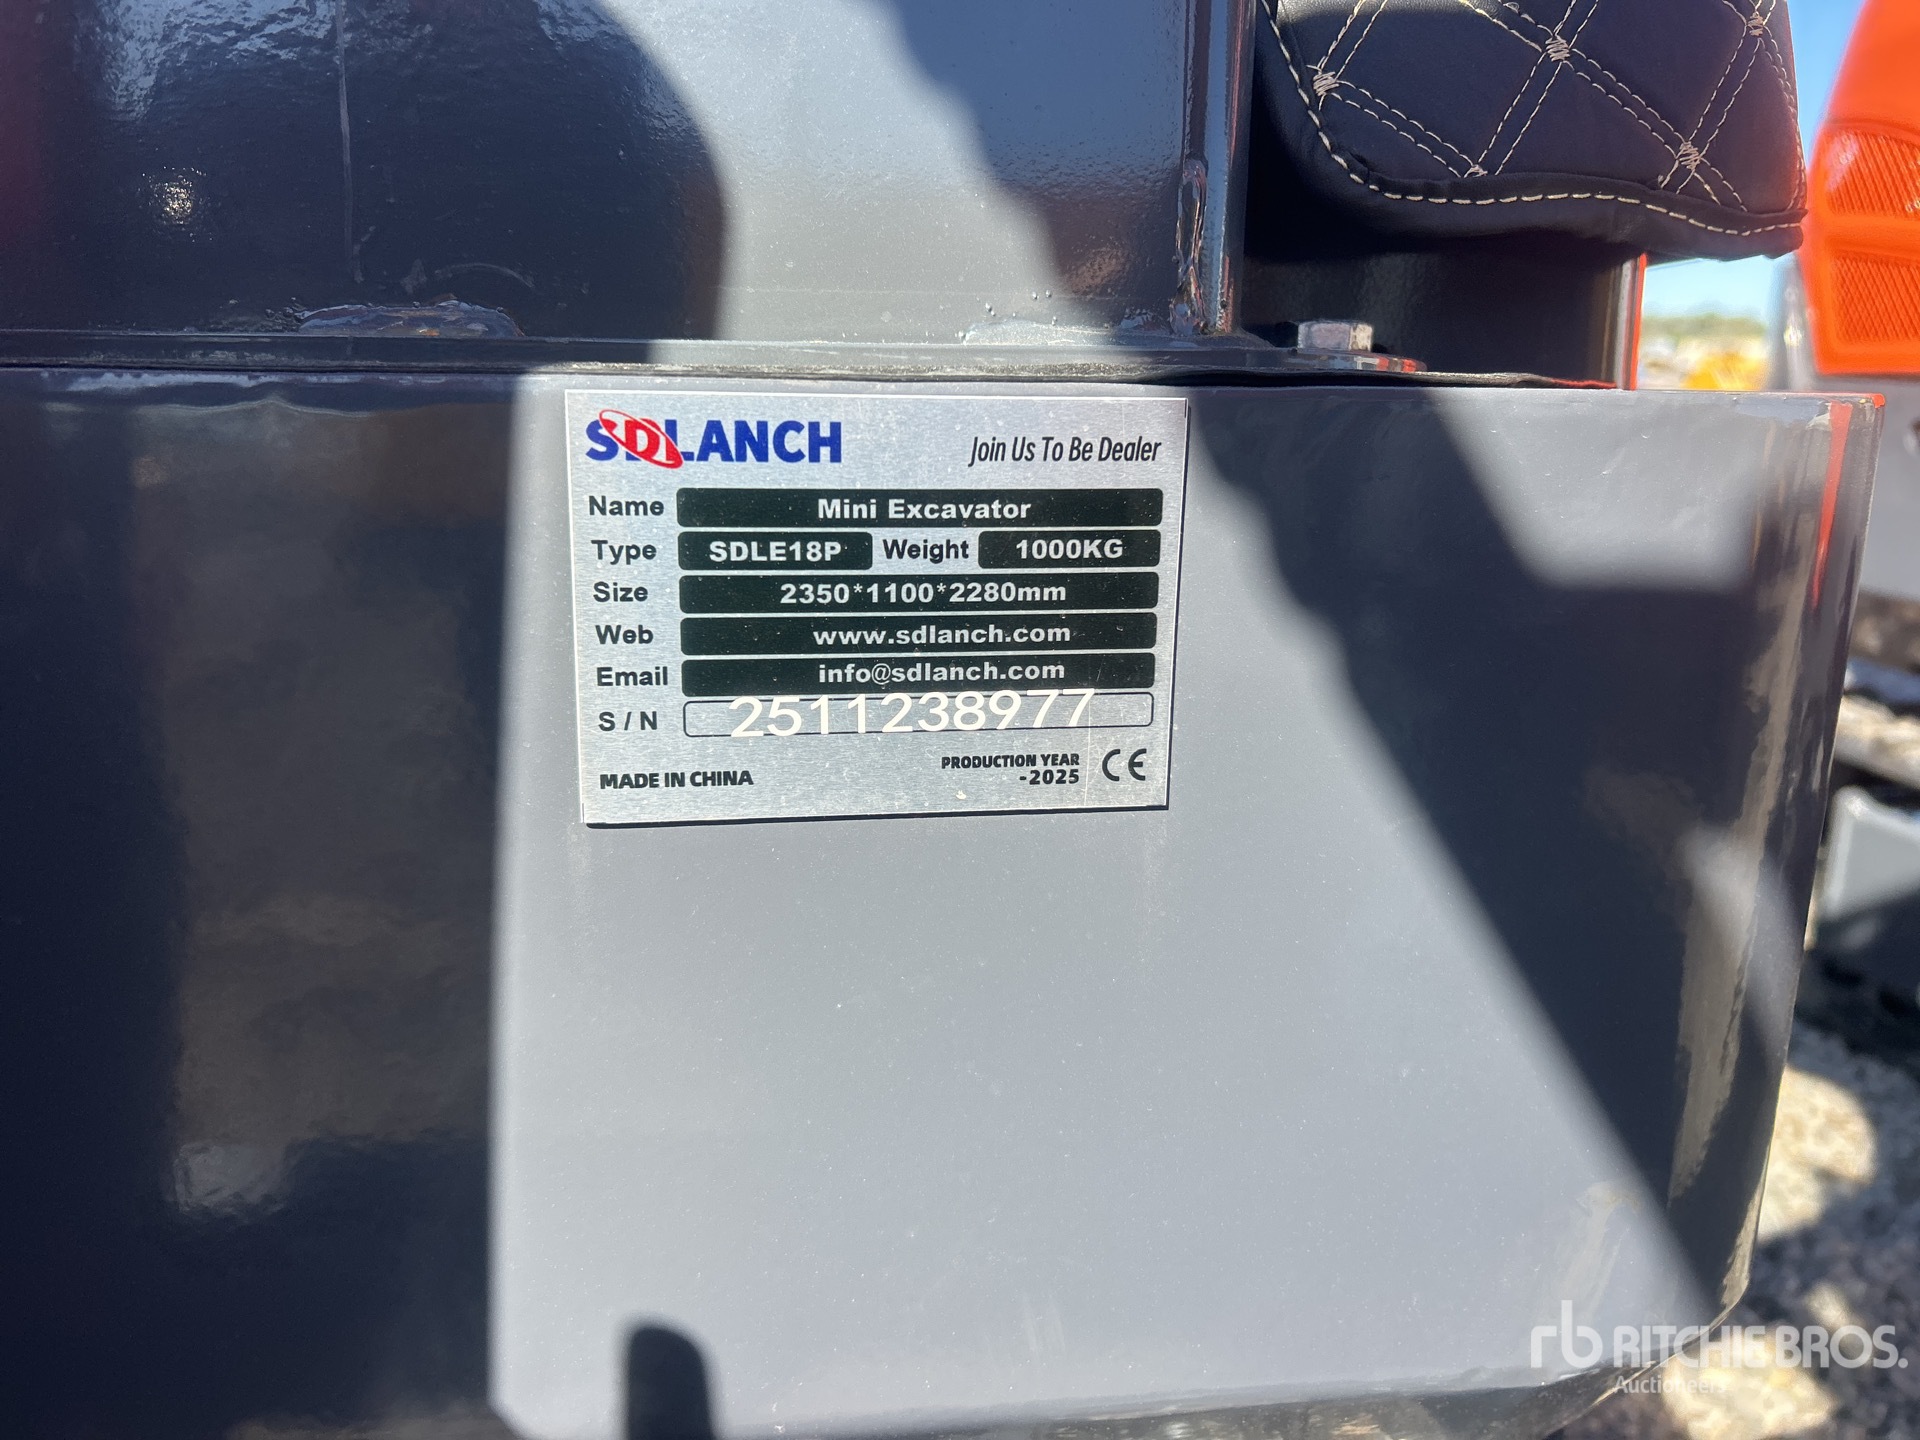 SDLANCH Join Us To Be Dealer
Name Mini Excavator
Type SDLE18P Weight 1000KG
Size 2350*1100*2280mm
Web www.sdlanch.com
Email info@sdlanch.com
S/N 2511238977
MADE IN CHINA PRODUCTION YEAR
-2025 CE
rb RITCHIE BROS.
Auctioneers